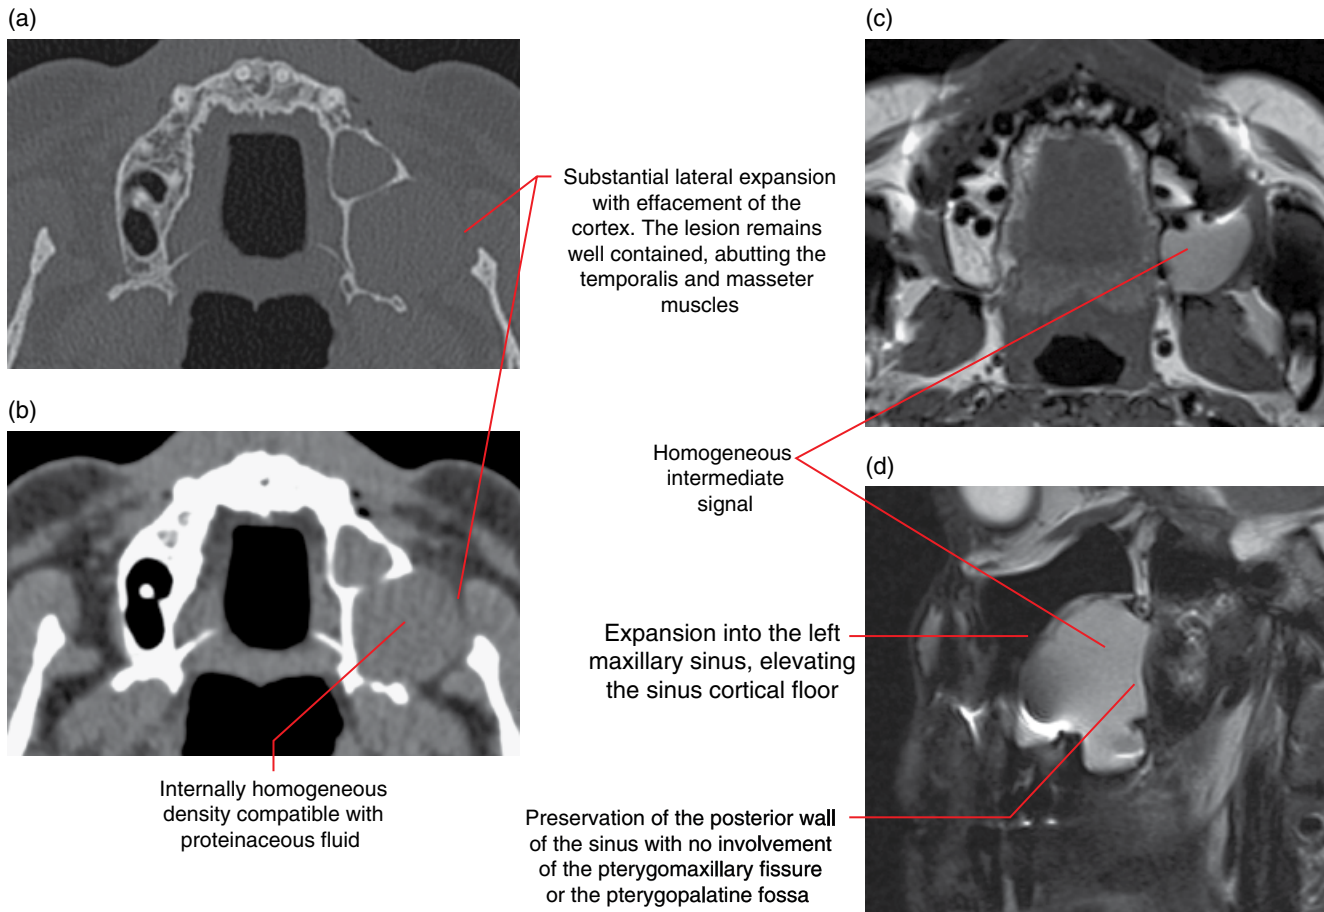 (a)
(c)
Substantial lateral expansion
with effacement of the
cortex. The lesion remains
well contained, abutting the
temporalis and masseter
muscles
(b)
Homogeneous
intermediate
signal
(d)
Expansion into the left
maxillary sinus, elevating
the sinus cortical floor
Internally homogeneous
density compatible with
proteinaceous fluid
Preservation of the posterior wall
of the sinus with no involvement
of the pterygomaxillary fissure
or the pterygopalatine fossa